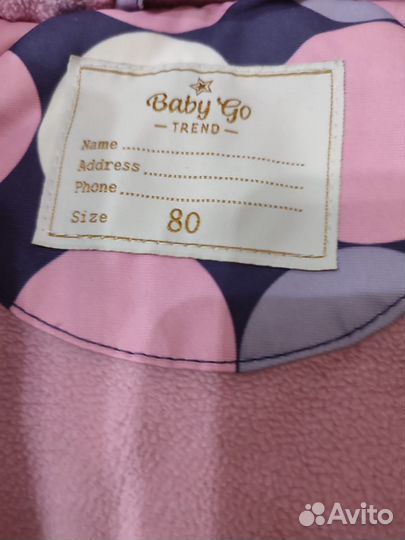 Baby Go
TREND
Name
Address
Phone
Size 80
Avito